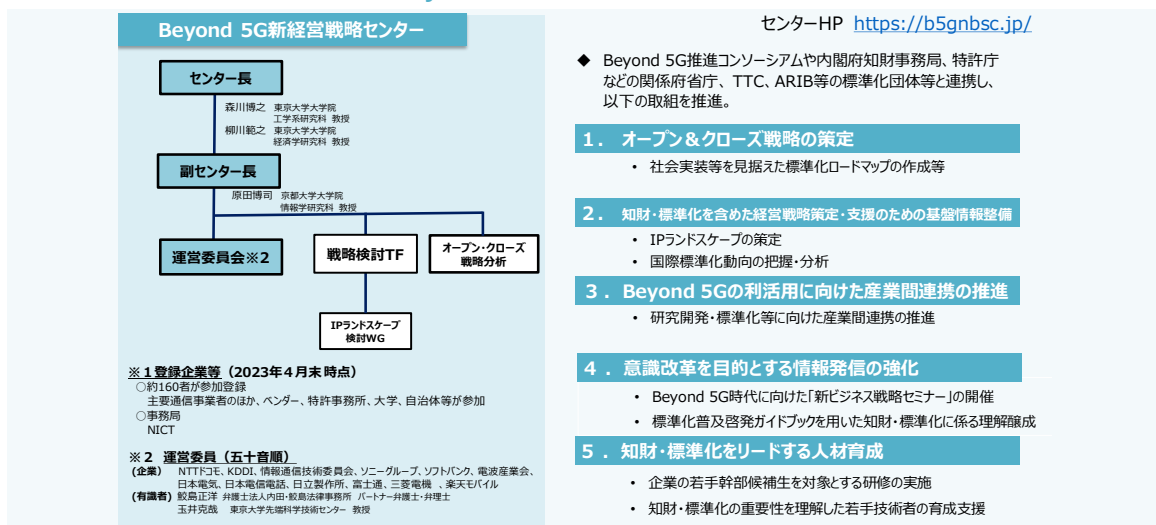 Beyond 5G新経営戦略センター
センター長
森川博之 東京大学大学院
工学系研究科 教授
柳川範之 東京大学大学院
経済学研究科 教授
副センター長
原田博司 京都大学大学院
情報学研究科 教授
運営委員会※2
戦略検討TF
オープン・クローズ
戦略分析
IPランドスケープ
検討WG
※1登録企業等（2023年4月末時点）
○約160者が参加登録
主要通信事業者のほか、ベンダー、特許事務所、大学、自治体等が参加
○事務局
NICT
※2 運営委員（五十音順）
(企業) NTTドコモ、KDDI、情報通信技術委員会、ソニーグループ、ソフトバンク、電波産業会、
日本電気、日本電信電話、日立製作所、富士通、三菱電機 、楽天モバイル
(有識者) 鮫島正洋 弁護士法人内田・鮫島法律事務所 パートナー弁護士・弁理士
玉井克哉 東京大学先端科学技術センター 教授
センターHP https://b5gnbsc.jp/
◆ Beyond 5G推進コンソーシアムや内閣府知財事務局、特許庁
などの関係府省庁、TTC、ARIB等の標準化団体等と連携し、
以下の取組を推進。
1. オープン＆クローズ戦略の策定
• 社会実装等を見据えた標準化ロードマップの作成等
2. 知財・標準化を含めた経営戦略策定・支援のための基盤情報整備
• IPランドスケープの策定
• 国際標準化動向の把握・分析
3. Beyond 5Gの利活用に向けた産業間連携の推進
• 研究開発・標準化等に向けた産業間連携の推進
4. 意識改革を目的とする情報発信の強化
• Beyond 5G時代に向けた「新ビジネス戦略セミナー」の開催
• 標準化普及啓発ガイドブックを用いた知財・標準化に係る理解醸成
5. 知財・標準化をリードする人材育成
• 企業の若手幹部候補生を対象とする研修の実施
• 知財・標準化の重要性を理解した若手技術者の育成支援